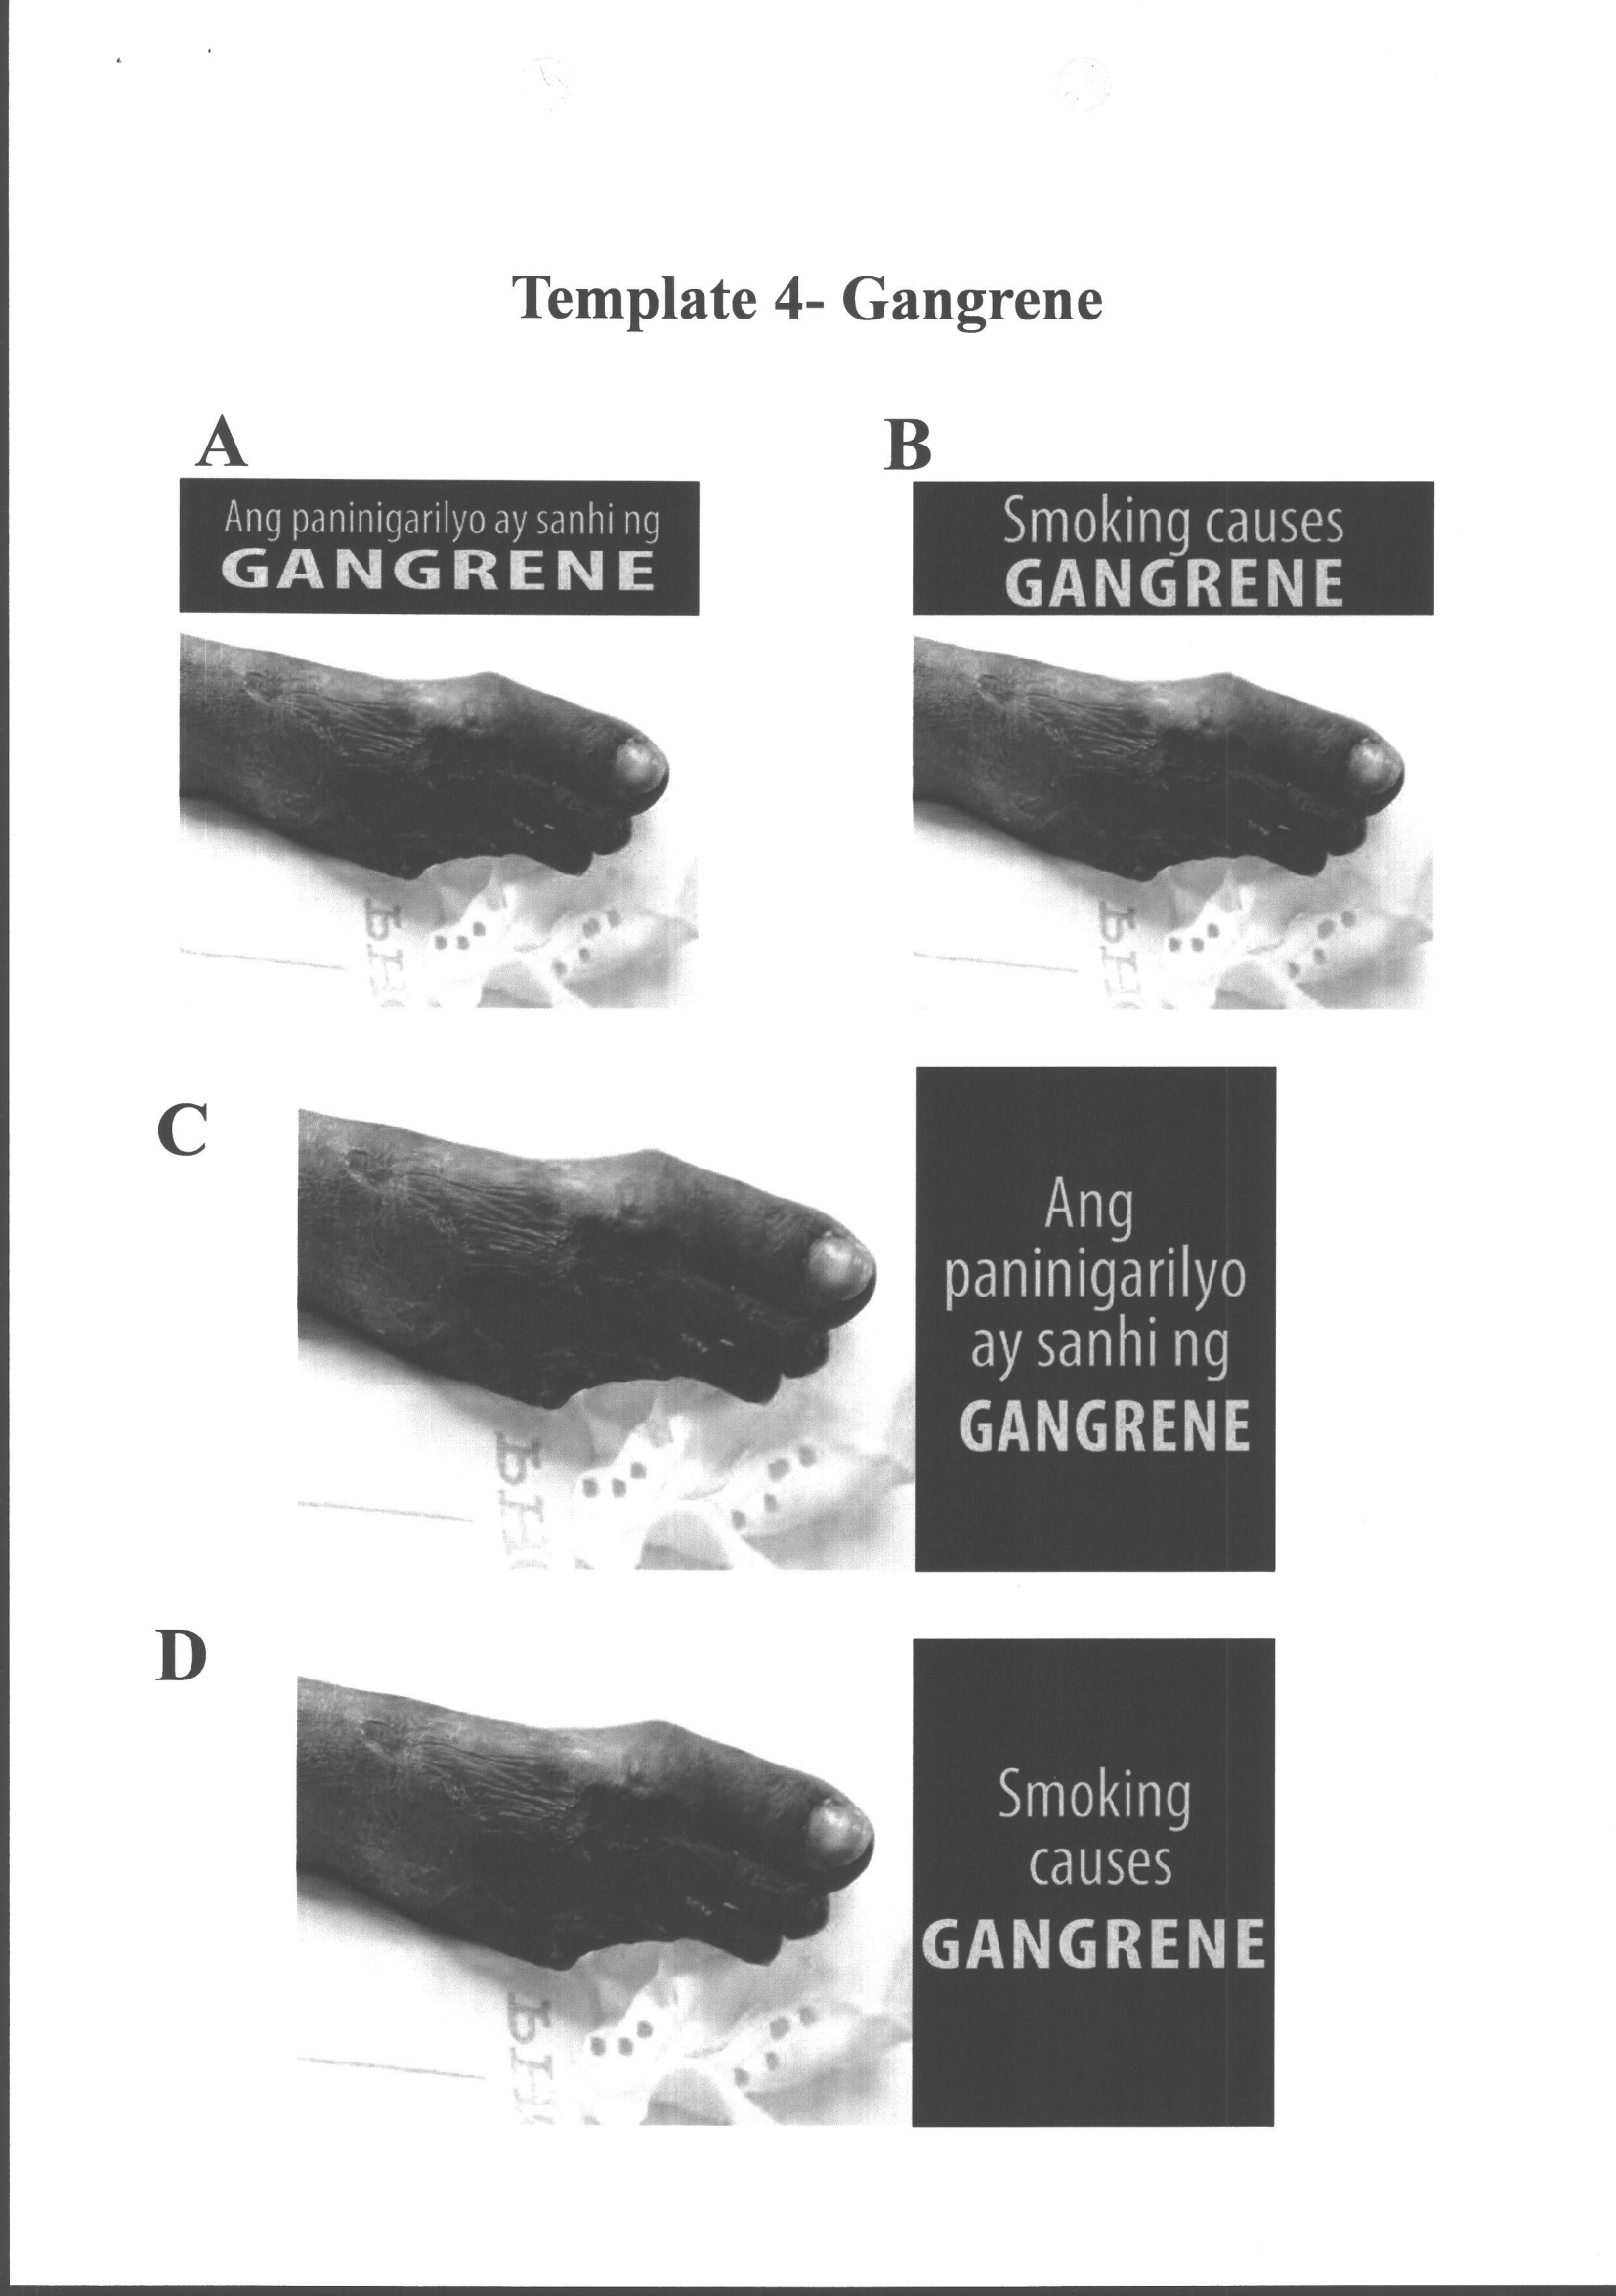 Template 4- Gangrene
A
Ang paninigarilyo ay sanhi ng
GANGRENE
B
Smoking causes
GANGRENE
C
Ang
paninigarilyo
ay sanhi ng
GANGRENE
D
Smoking
causes
GANGRENE